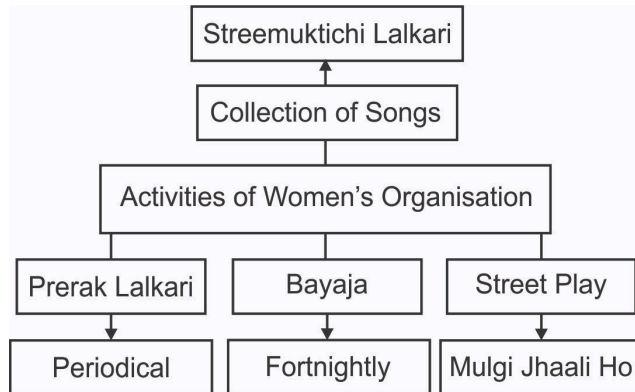 Streemuktichi Lalkari
Collection of Songs
Activities of Women's Organisation
Prerak Lalkari
Bayaja
Street Play
Periodical
Fortnightly
Mulgi Jhaali Ho